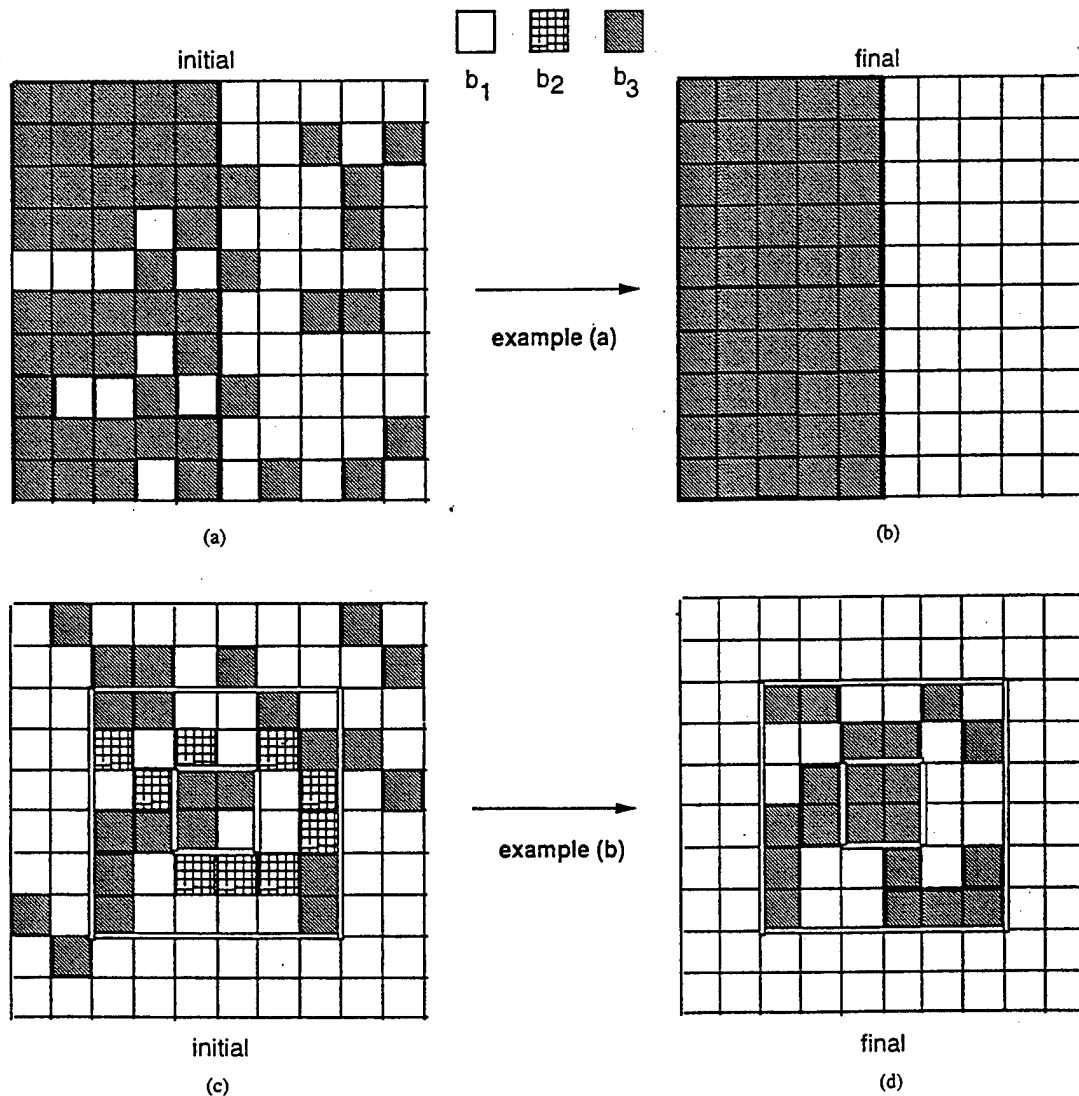 initial
b1 b2 b3
final
example (a)
(a)
(b)
example (b)
initial
final
(c)
(d)